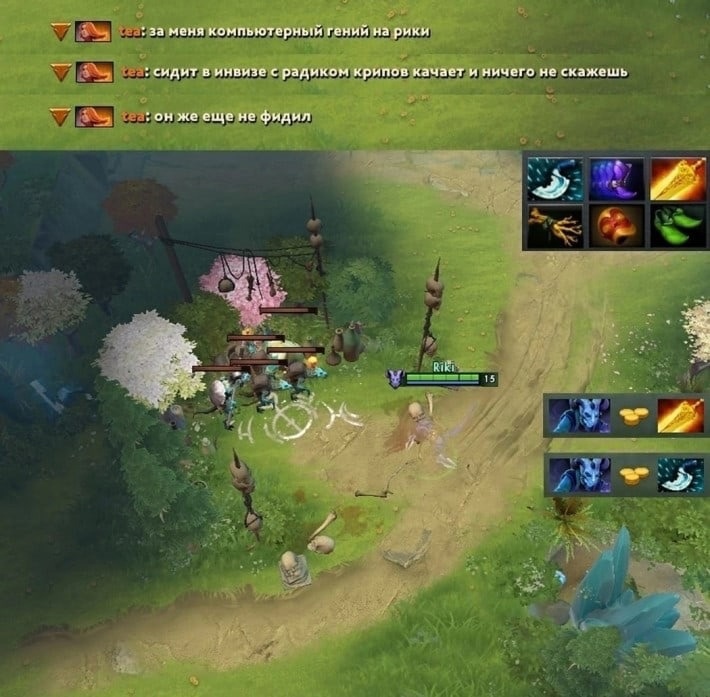 tea: за меня компьютерный гений на рики
tea: сидит в инвизе с радиком крипов качает и ничего не скажешь
tea: он же еще не фидил
Riki
15